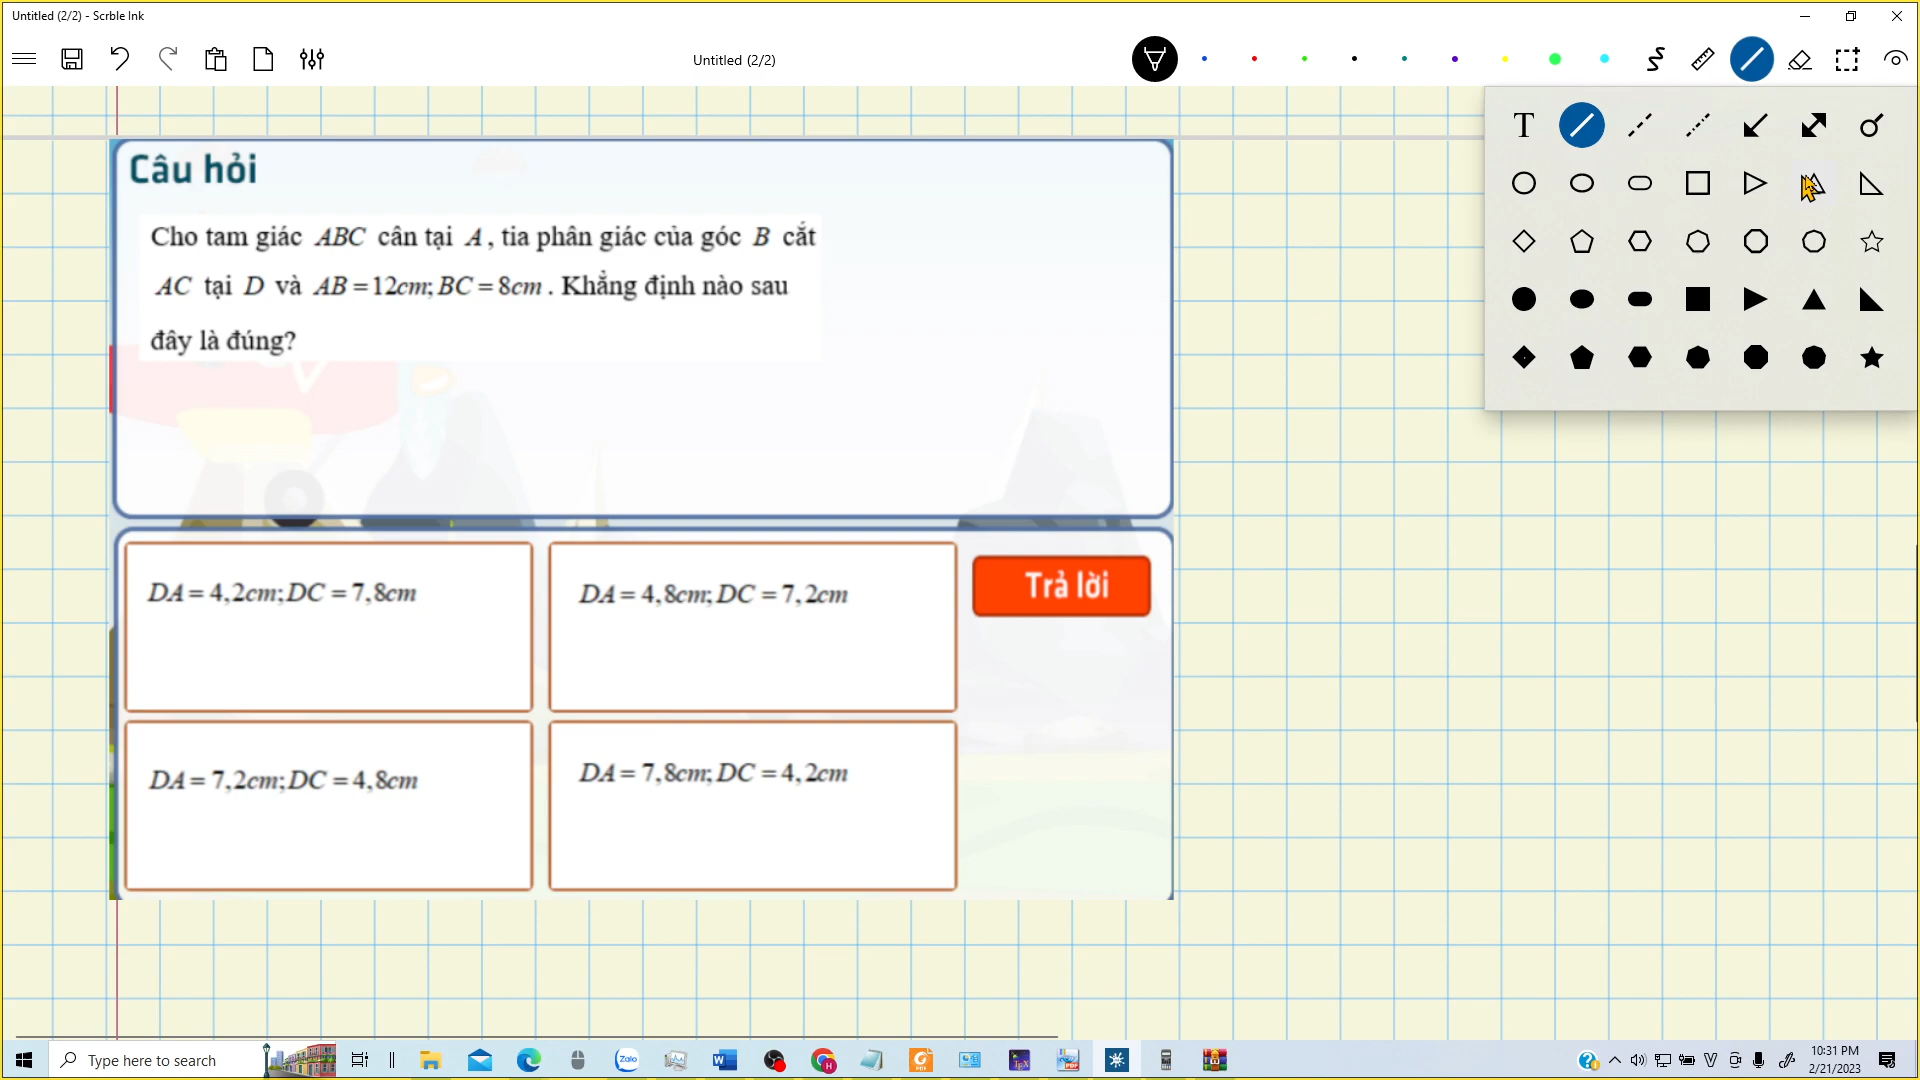 Untitled (2/2) - Scrble Ink
Untitled (2/2)
T
Câu hỏi
Cho tam giác ABC cân tại A, tia phân giác của góc B cắt
AC tại D và AB = 12cm; BC = 8cm. Khẳng định nào sau
đây là đúng?
DA = 4,2cm; DC = 7,8cm
DA = 4,8cm; DC = 7,2cm
Trả lời
DA = 7,2cm; DC = 4,8cm
DA = 7,8cm; DC = 4,2cm
Type here to search
Zalo
10:31 PM
2/21/2023